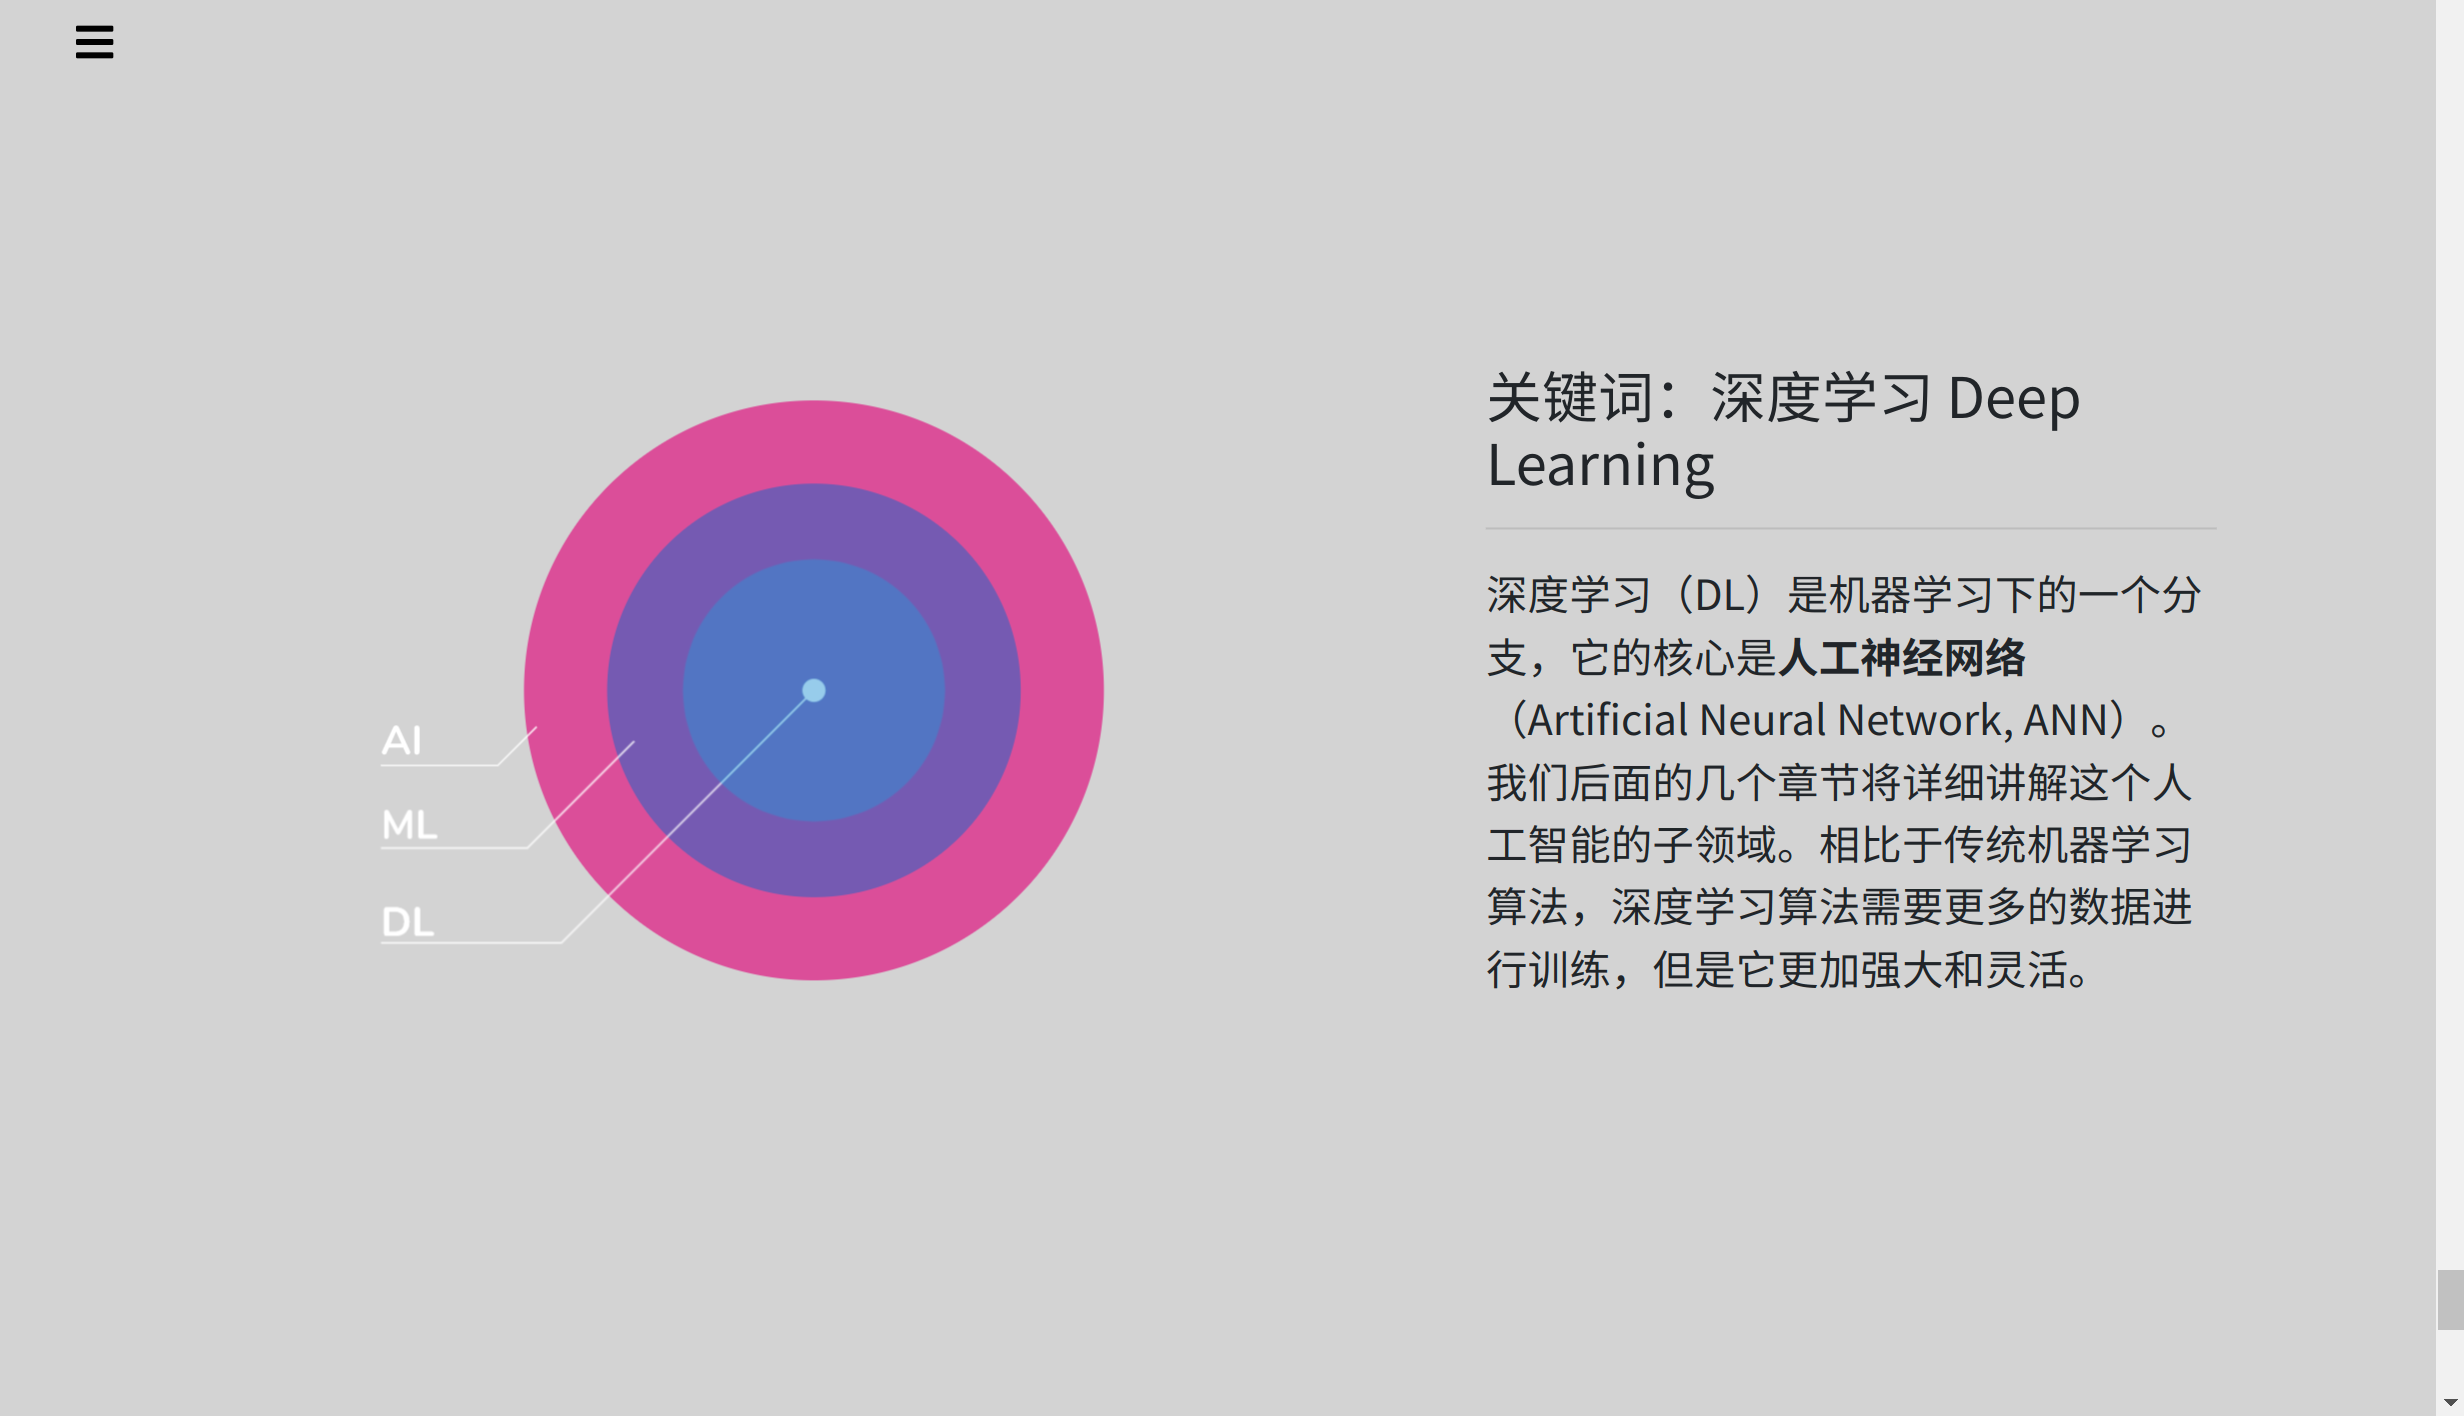 关键词：深度学习 Deep
Learning
深度学习（DL）是机器学习下的一个分
支，它的核心是人工神经网络
（Artificial Neural Network, ANN）。
我们后面的几个章节将详细讲解这个人
工智能的子领域。相比于传统机器学习
算法，深度学习算法需要更多的数据进
行训练，但是它更加强大和灵活。
AI
ML
DL